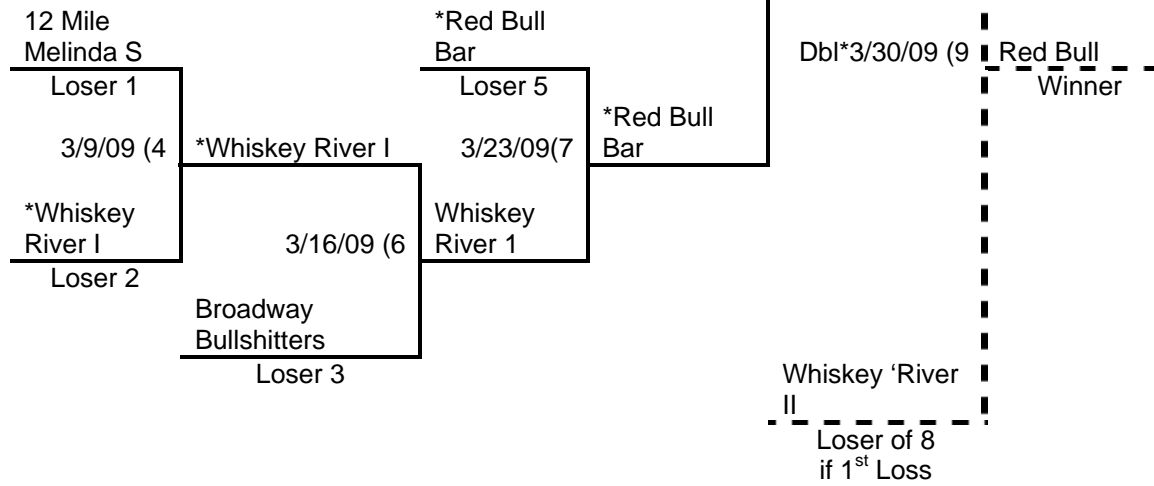 12 Mile
Melinda S
Loser 1
3/9/09 (4
*Whiskey
River I
Loser 2
*Whiskey River I
3/16/09 (6
Broadway
Bullshitters
Loser 3
*Red Bull
Bar
Loser 5
3/23/09(7
Whiskey
River 1
*Red Bull
Bar
Dbl*3/30/09 (9
Whiskey ‘River
II
Loser of 8
if 1st Loss
Red Bull
Winner